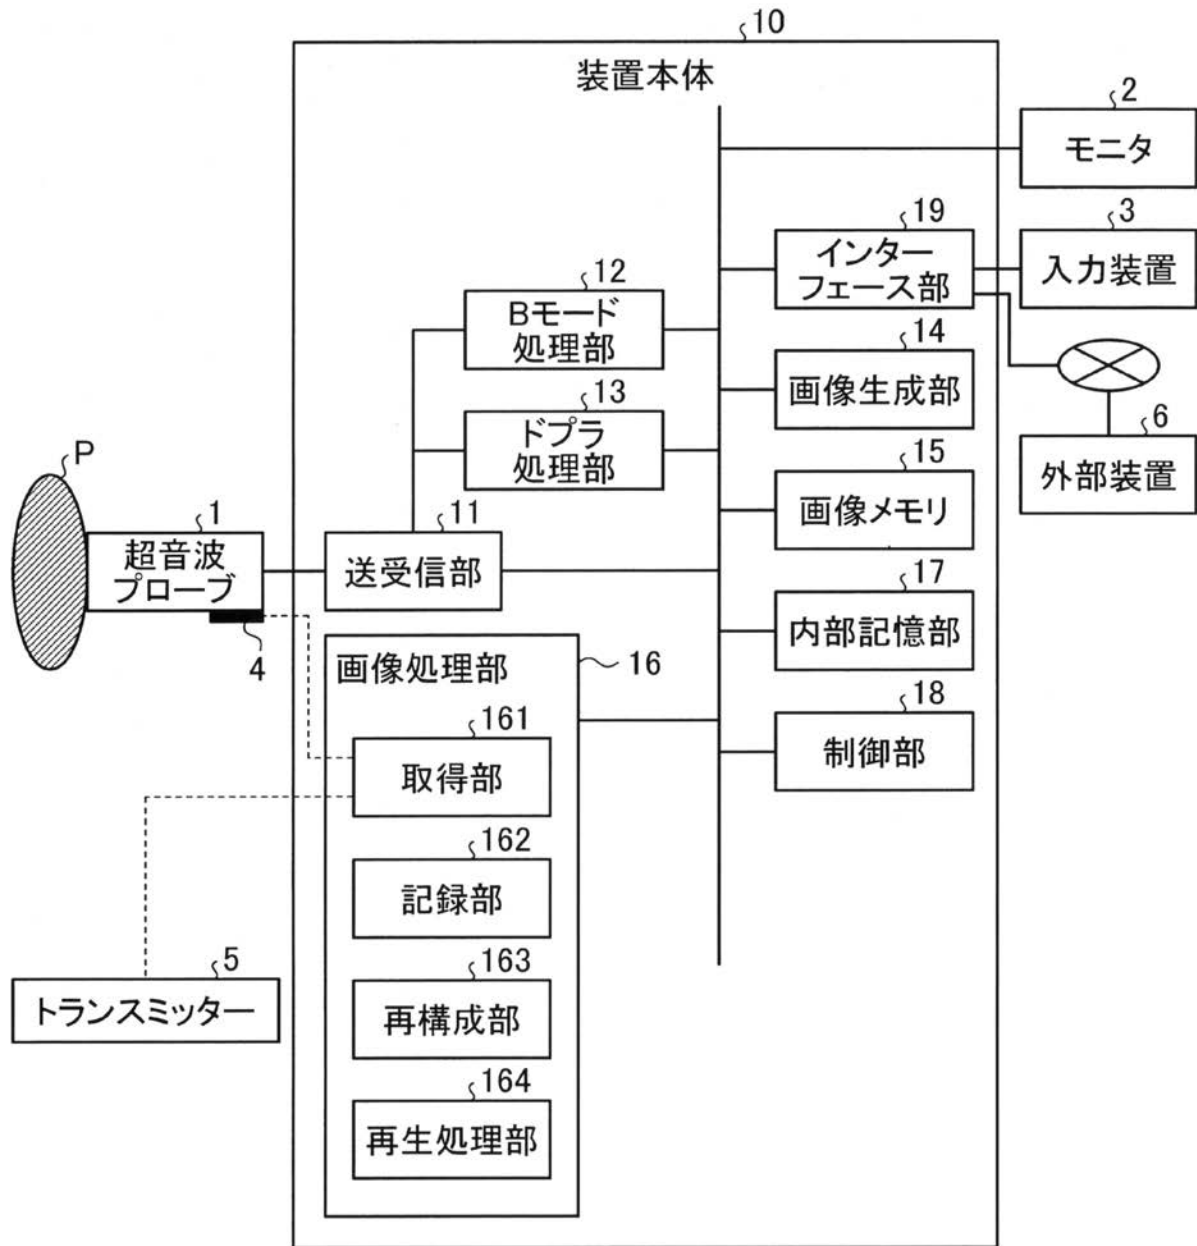 10
装置本体
2
モニタ
19
インター
フェース部
3
入力装置
12
Bモード
処理部
14
画像生成部
13
ドプラ
処理部
6
外部装置
15
画像メモリ
P
1
超音波
プローブ
11
送受信部
4
17
内部記憶部
画像処理部
16
18
制御部
161
取得部
162
記録部
5
トランスミッター
163
再構成部
164
再生処理部